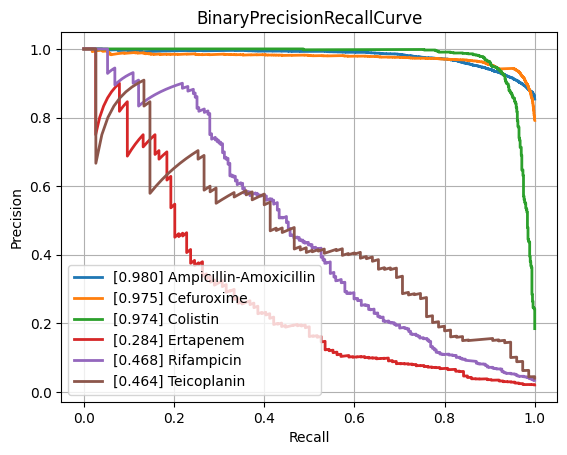 BinaryPrecisionRecallCurve
Precision
1.0
0.8
0.6
0.4
0.2
0.0
[0.980] Ampicillin-Amoxicillin
[0.975] Cefuroxime
[0.974] Colistin
[0.284] Ertapenem
[0.468] Rifampicin
[0.464] Teicoplanin
0.0 0.2 0.4 0.6 0.8 1.0
Recall